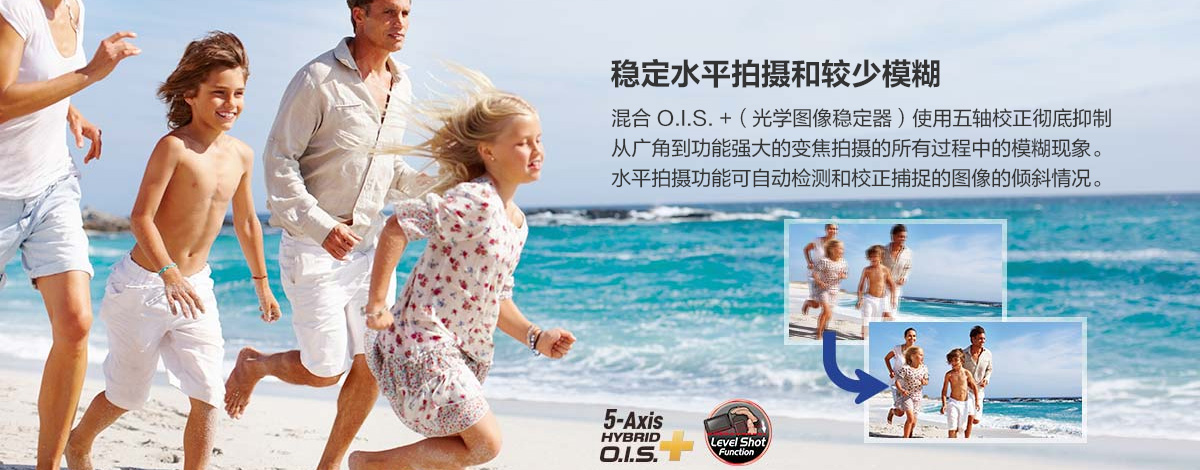 稳定水平拍摄和较少模糊
混合 O.I.S. +（光学图像稳定器）使用五轴校正彻底抑制
从广角到功能强大的变焦拍摄的所有过程中的模糊现象。
水平拍摄功能可自动检测和校正捕捉的图像的倾斜情况。
5-Axis
HYBRID
O.I.S.+
Level Shot
Function